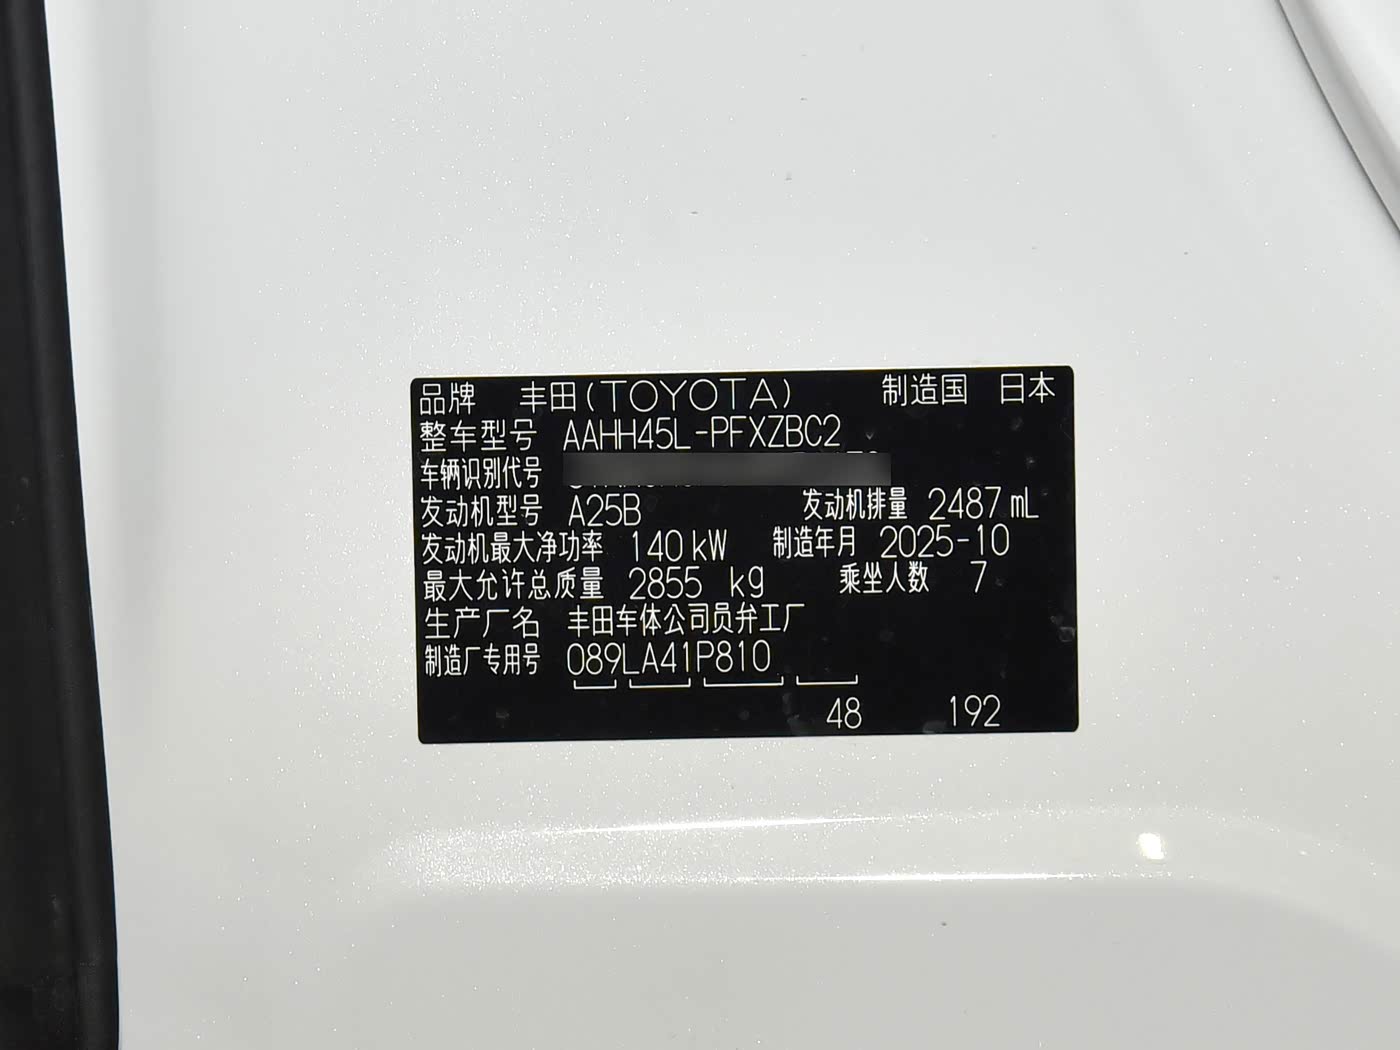 品牌 丰田(TOYOTA) 制造国 日本
整车型号 AAHH45L-PFXZBC2
车辆识别代号
发动机型号 A25B 发动机排量 2487 mL
发动机最大净功率 140 kW 制造年月 2025-10
最大允许总质量 2855 kg 乘坐人数 7
生产厂名 丰田车体公司员弁工厂
制造厂专用号 089LA41P810
48 192